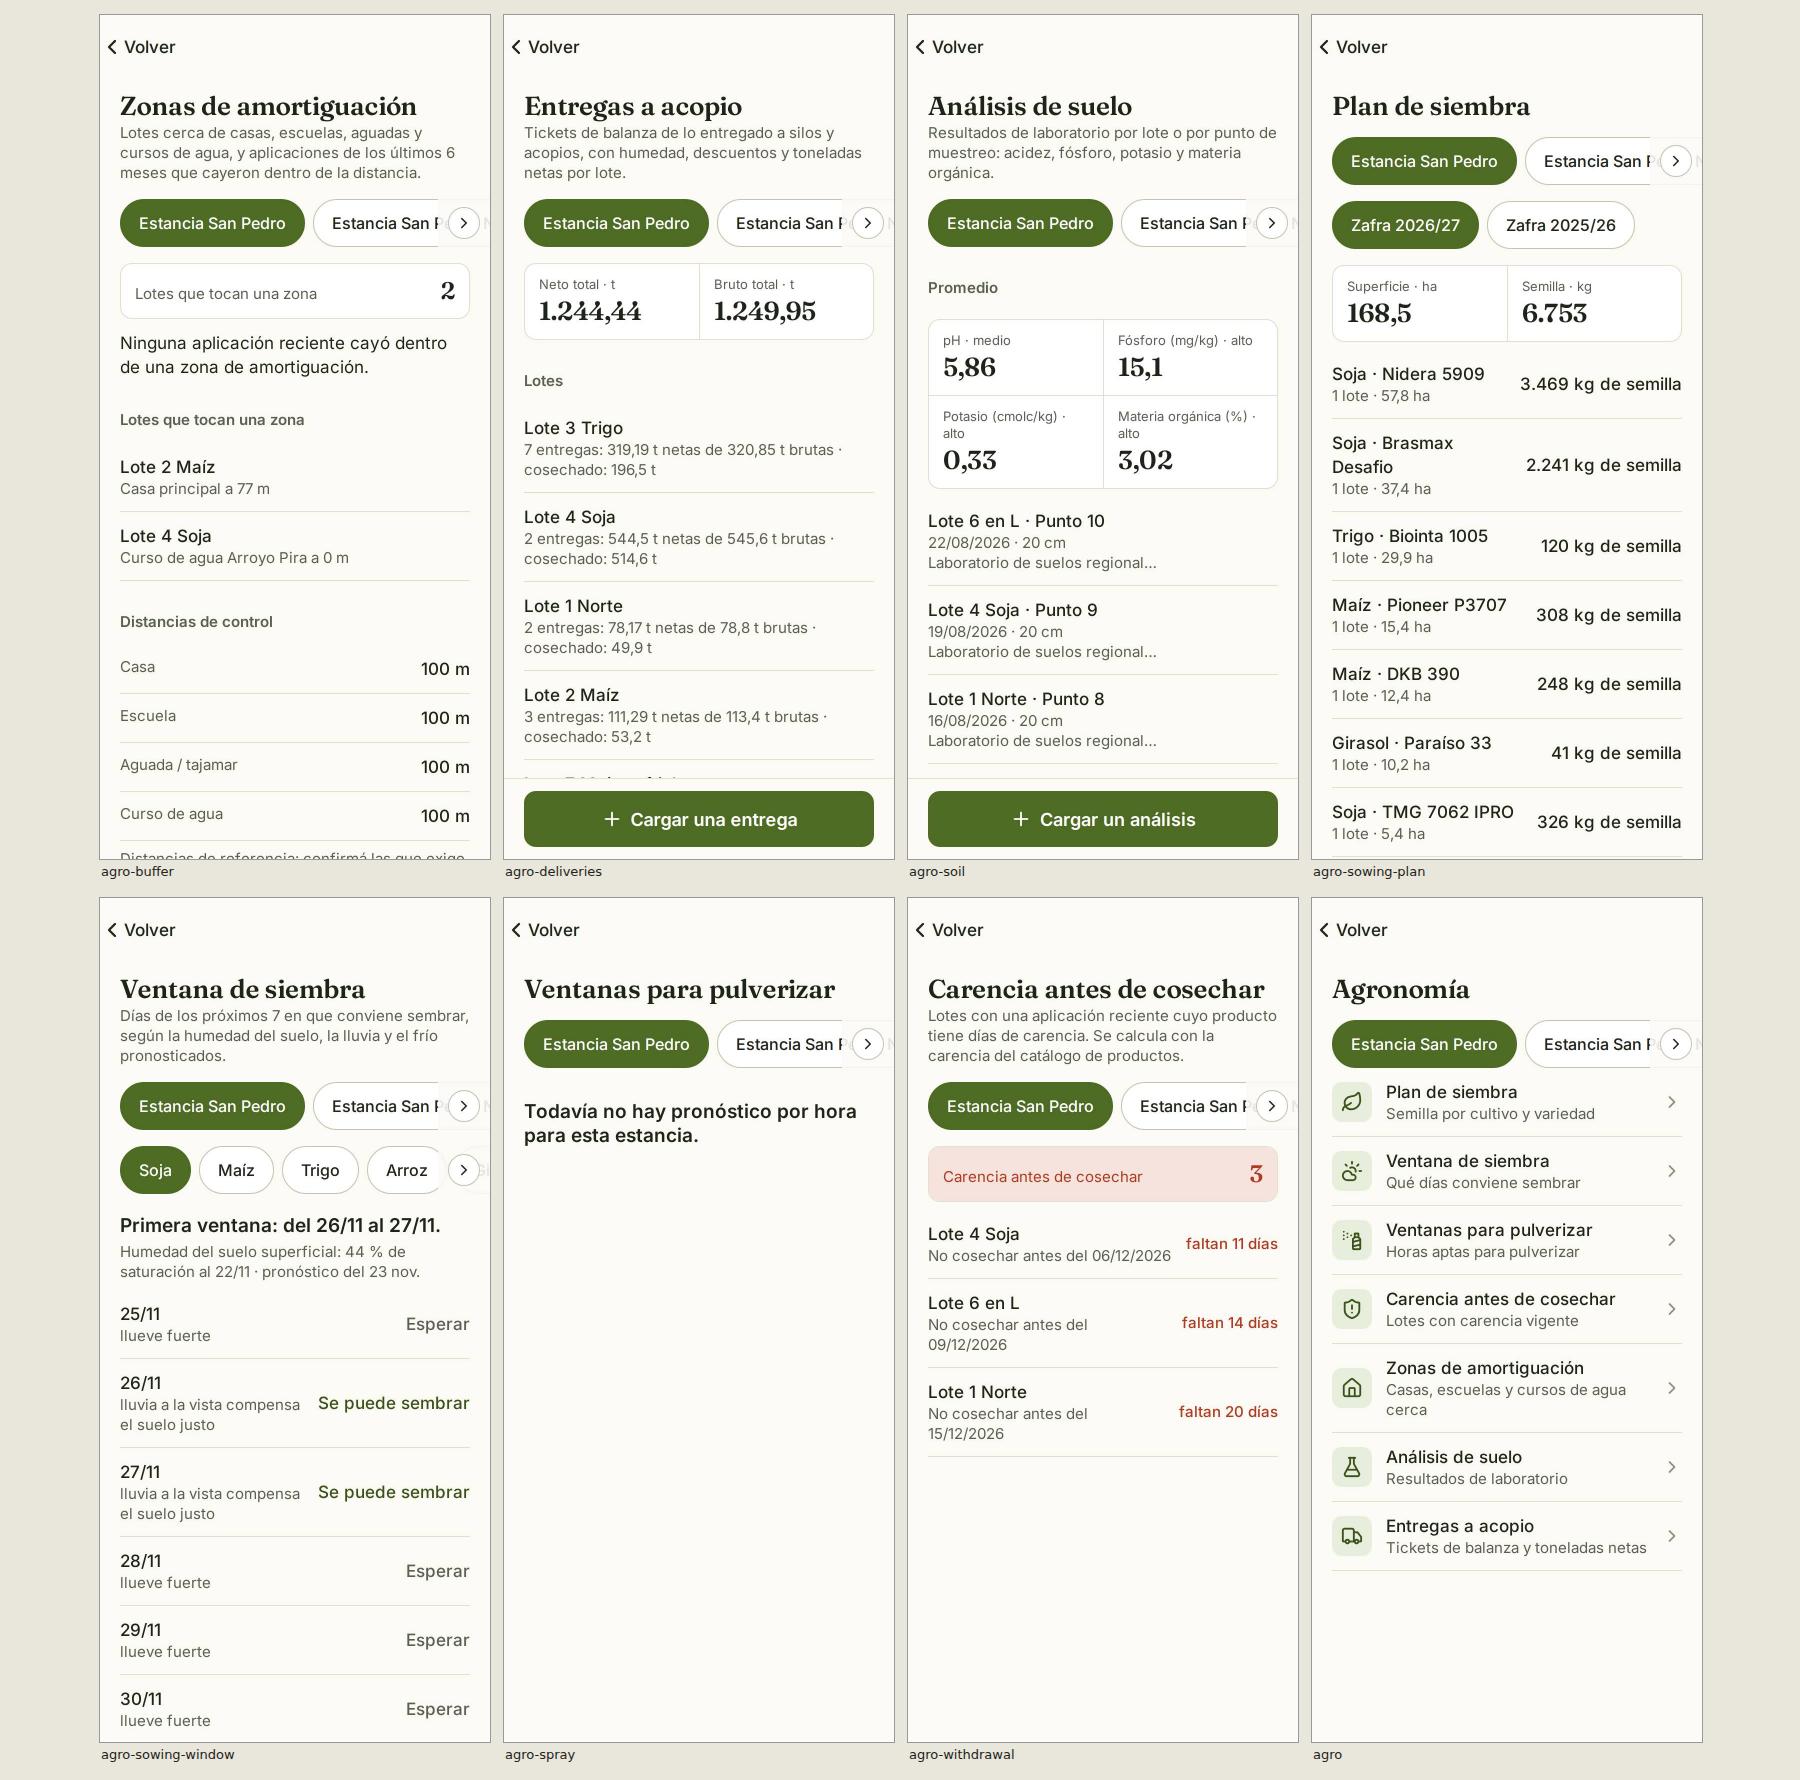 Volver
Zonas de amortiguación
Lotes cerca de casas, escuelas, aguadas y
cursos de agua, y aplicaciones de los últimos 6
meses que cayeron dentro de la distancia.
Estancia San Pedro
Estancia San P
Lotes que tocan una zona
2
Ninguna aplicación reciente cayó dentro
de una zona de amortiguación.
Lotes que tocan una zona
Lote 2 Maíz
Casa principal a 77 m
Lote 4 Soja
Curso de agua Arroyo Pira a 0 m
Distancias de control
Casa
100 m
Escuela
100 m
Aguada / tajamar
100 m
Curso de agua
100 m
Distancias de referencia: confirmá las que exige
agro-buffer
Volver
Entregas a acopio
Tickets de balanza de lo entregado a silos y
acopios, con humedad, descuentos y toneladas
netas por lote.
Estancia San Pedro
Estancia San P
Neto total · t
1.244,44
Bruto total · t
1.249,95
Lotes
Lote 3 Trigo
7 entregas: 319,19 t netas de 320,85 t brutas ·
cosechado: 196,5 t
Lote 4 Soja
2 entregas: 544,5 t netas de 545,6 t brutas ·
cosechado: 514,6 t
Lote 1 Norte
2 entregas: 78,17 t netas de 78,8 t brutas ·
cosechado: 49,9 t
Lote 2 Maíz
3 entregas: 111,29 t netas de 113,4 t brutas ·
cosechado: 53,2 t
+ Cargar una entrega
agro-deliveries
Volver
Análisis de suelo
Resultados de laboratorio por lote o por punto de
muestreo: acidez, fósforo, potasio y materia
orgánica.
Estancia San Pedro
Estancia San P
Promedio
pH · medio
5,86
Fósforo (mg/kg) · alto
15,1
Potasio (cmolc/kg) ·
alto
0,33
Materia orgánica (%) ·
alto
3,02
Lote 6 en L · Punto 10
22/08/2026 · 20 cm
Laboratorio de suelos regional...
Lote 4 Soja · Punto 9
19/08/2026 · 20 cm
Laboratorio de suelos regional...
Lote 1 Norte · Punto 8
16/08/2026 · 20 cm
Laboratorio de suelos regional...
+ Cargar un análisis
agro-soil
Volver
Plan de siembra
Estancia San Pedro
Estancia San P
Zafra 2026/27
Zafra 2025/26
Superficie · ha
168,5
Semilla · kg
6.753
Soja · Nidera 5909
1 lote · 57,8 ha
3.469 kg de semilla
Soja · Brasmax
Desafio
1 lote · 37,4 ha
2.241 kg de semilla
Trigo · Biointa 1005
1 lote · 29,9 ha
120 kg de semilla
Maíz · Pioneer P3707
1 lote · 15,4 ha
308 kg de semilla
Maíz · DKB 390
1 lote · 12,4 ha
248 kg de semilla
Girasol · Paraíso 33
1 lote · 10,2 ha
41 kg de semilla
Soja · TMG 7062 IPRO
1 lote · 5,4 ha
326 kg de semilla
agro-sowing-plan
Volver
Ventana de siembra
Días de los próximos 7 en que conviene sembrar,
según la humedad del suelo, la lluvia y el frío
pronosticados.
Estancia San Pedro
Estancia San P
Soja
Maíz
Trigo
Arroz
Primera ventana: del 26/11 al 27/11.
Humedad del suelo superficial: 44 % de
saturación al 22/11 · pronóstico del 23 nov.
25/11
llueve fuerte
Esperar
26/11
lluvia a la vista compensa
el suelo justo
Se puede sembrar
27/11
lluvia a la vista compensa
el suelo justo
Se puede sembrar
28/11
llueve fuerte
Esperar
29/11
llueve fuerte
Esperar
30/11
llueve fuerte
Esperar
agro-sowing-window
Volver
Ventanas para pulverizar
Estancia San Pedro
Estancia San P
Todavía no hay pronóstico por hora
para esta estancia.
agro-spray
Volver
Carencia antes de cosechar
Lotes con una aplicación reciente cuyo producto
tiene días de carencia. Se calcula con la
carencia del catálogo de productos.
Estancia San Pedro
Estancia San P
Carencia antes de cosechar
3
Lote 4 Soja
No cosechar antes del 06/12/2026
faltan 11 días
Lote 6 en L
No cosechar antes del
09/12/2026
faltan 14 días
Lote 1 Norte
No cosechar antes del
15/12/2026
faltan 20 días
agro-withdrawal
Volver
Agronomía
Estancia San Pedro
Estancia San P
Plan de siembra
Semilla por cultivo y variedad
Ventana de siembra
Qué días conviene sembrar
Ventanas para pulverizar
Horas aptas para pulverizar
Carencia antes de cosechar
Lotes con carencia vigente
Zonas de amortiguación
Casas, escuelas y cursos de agua
cerca
Análisis de suelo
Resultados de laboratorio
Entregas a acopio
Tickets de balanza y toneladas netas
agro